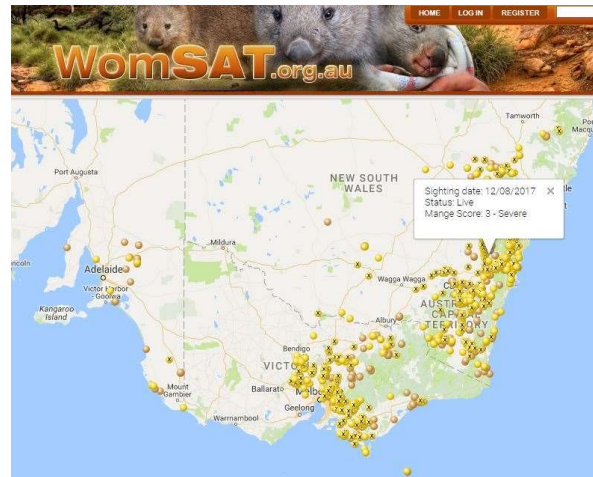 HOME LOG IN REGISTER
WomSAT.org.au
Tamworth
Port Augusta
NEW SOUTH
WALES
Sighting date: 12/08/2017 ×
Status: Live
Mange Score: 3 - Severe
Mildura
Adelaide
Wagga Wagga
Victor Harbor
- Goolwa
Kangaroo
Island
Albury
Bendigo
Mount
Gambier
Ballarat
Geelong
Warrnambool